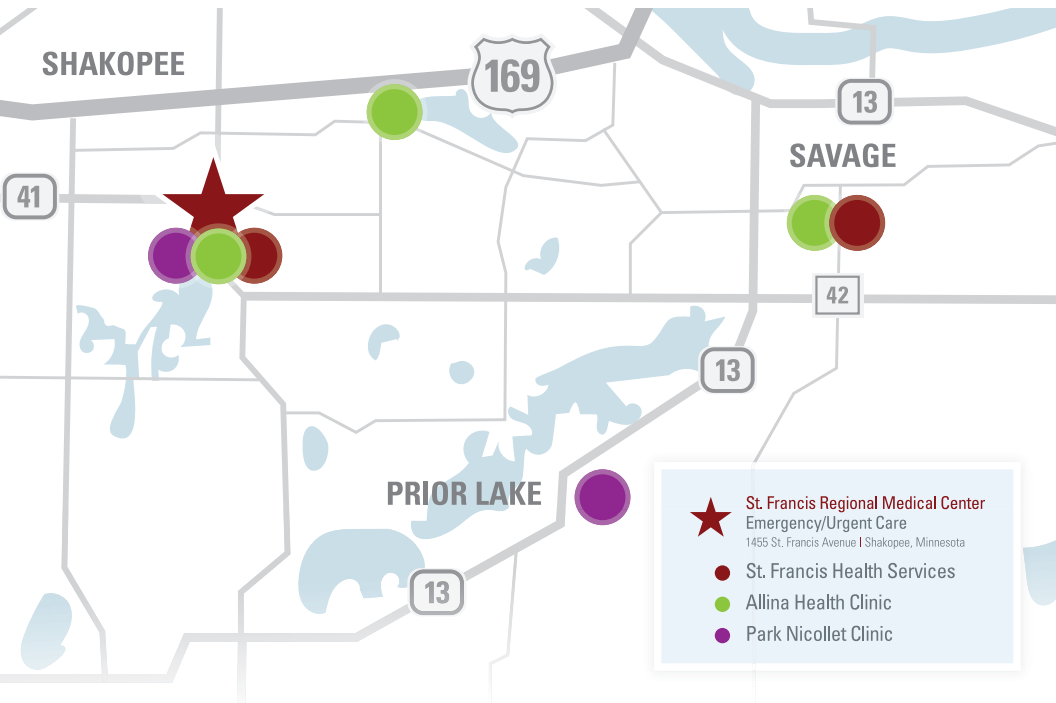 SHAKOPEE
169
13
SAVAGE
41
42
13
PRIOR LAKE
13
St. Francis Regional Medical Center
Emergency/Urgent Care
1455 St. Francis Avenue | Shakopee, Minnesota
St. Francis Health Services
Allina Health Clinic
Park Nicollet Clinic